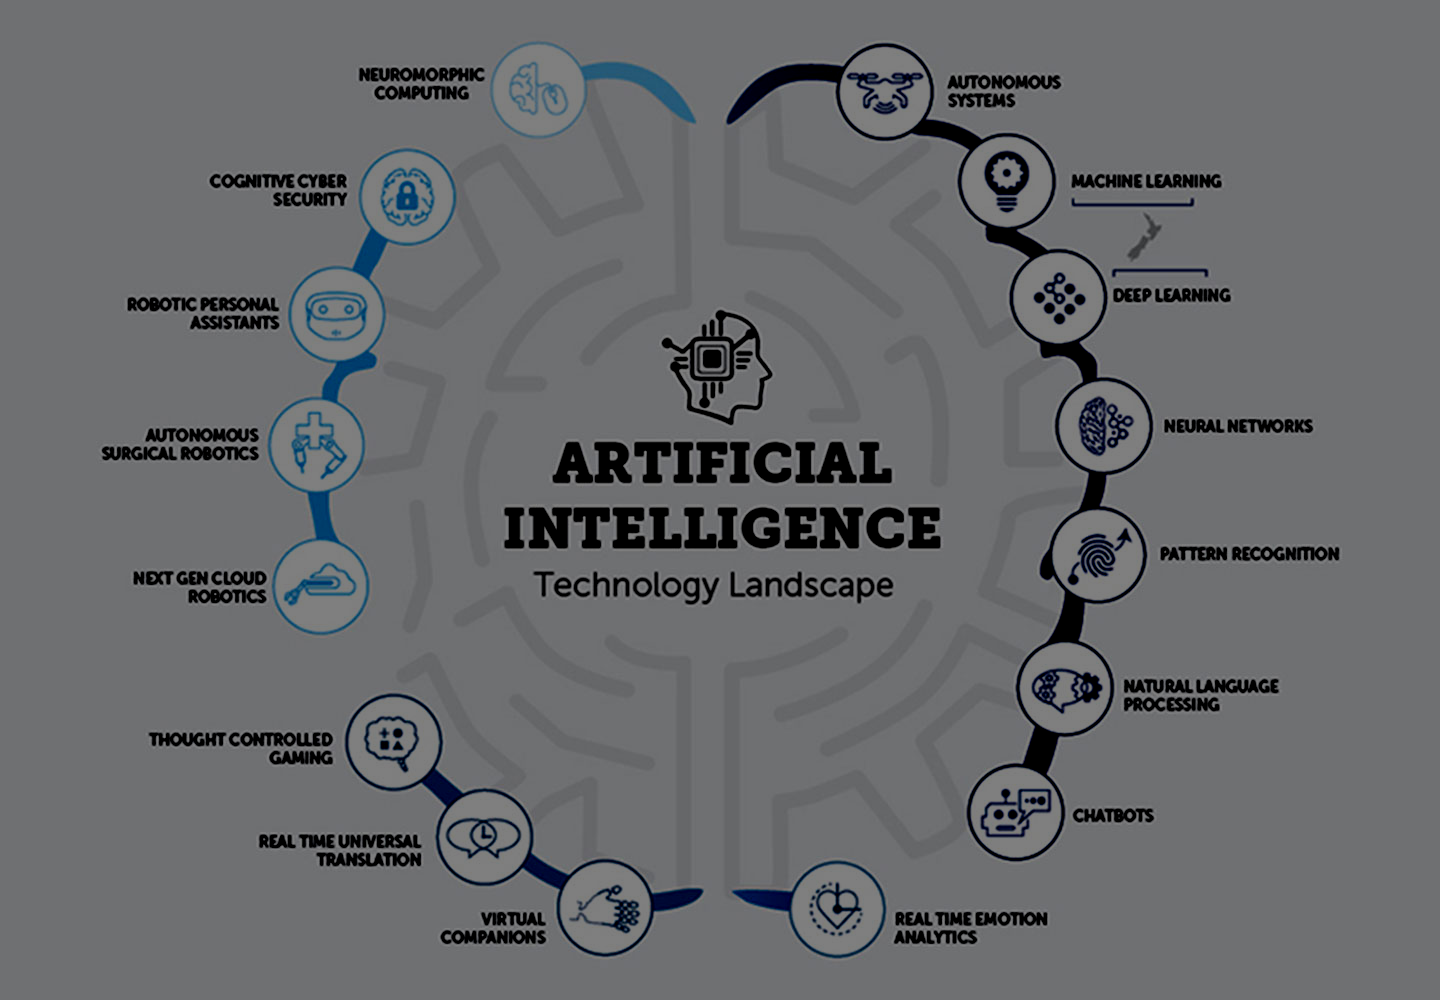 NEUROMORPHIC
COMPUTING
COGNITIVE CYBER
SECURITY
ROBOTIC PERSONAL
ASSISTANTS
AUTONOMOUS
SURGICAL ROBOTICS
NEXT GEN CLOUD
ROBOTICS
THOUGHT CONTROLLED
GAMING
REAL TIME UNIVERSAL
TRANSLATION
VIRTUAL
COMPANIONS
ARTIFICIAL
INTELLIGENCE
Technology Landscape
AUTONOMOUS
SYSTEMS
MACHINE LEARNING
DEEP LEARNING
NEURAL NETWORKS
PATTERN RECOGNITION
NATURAL LANGUAGE
PROCESSING
CHATBOTS
REAL TIME EMOTION
ANALYTICS